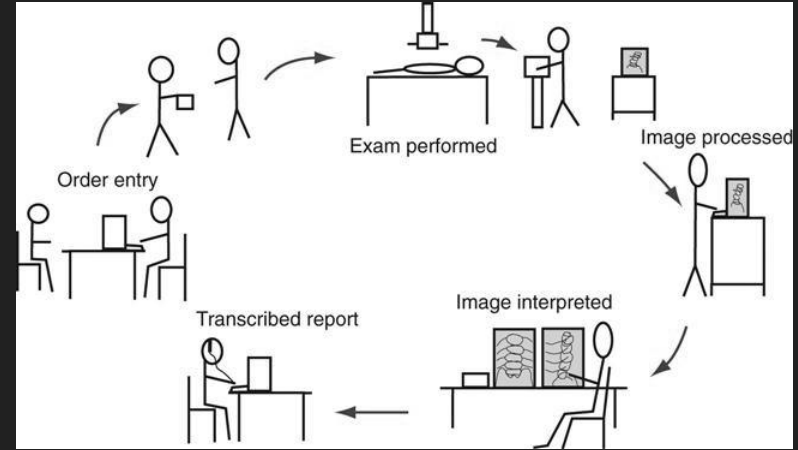 Exam performed
Image processed
Order entry
Image interpreted
Transcribed report